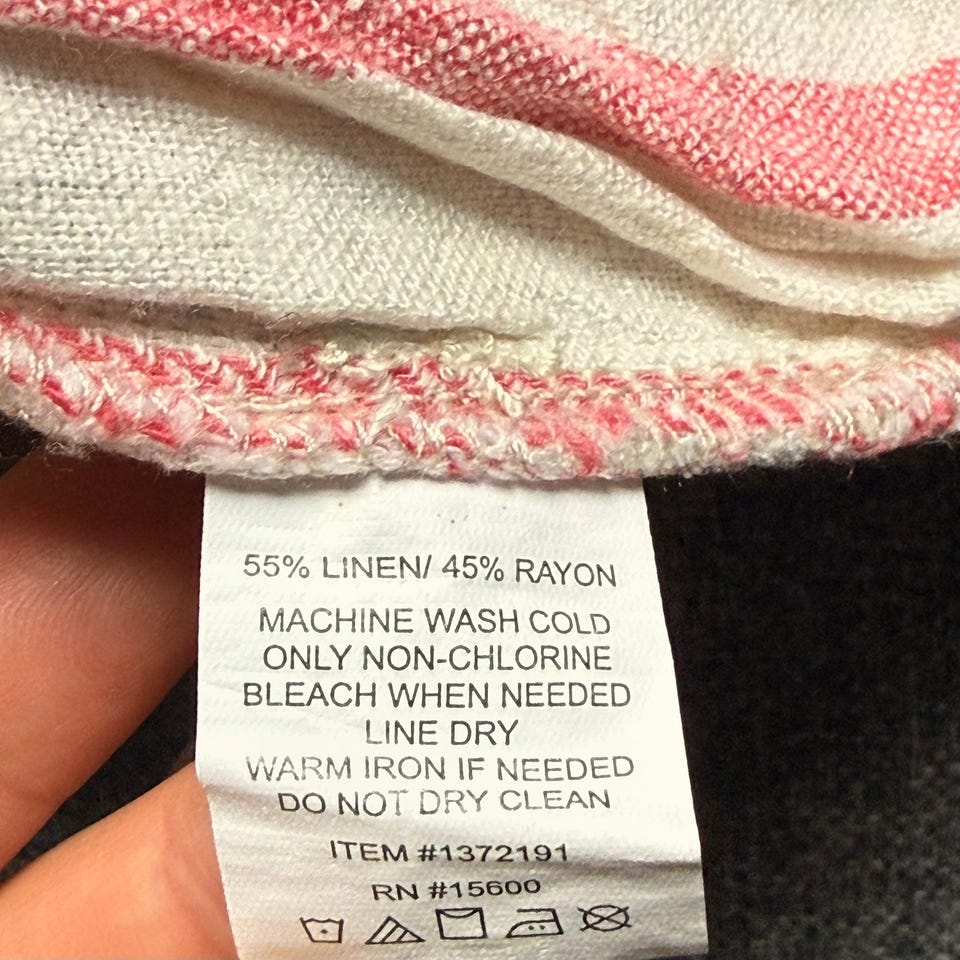 55% LINEN/ 45% RAYON
MACHINE WASH COLD
ONLY NON-CHLORINE
BLEACH WHEN NEEDED
LINE DRY
WARM IRON IF NEEDED
DO NOT DRY CLEAN
ITEM #1372191
RN #15600